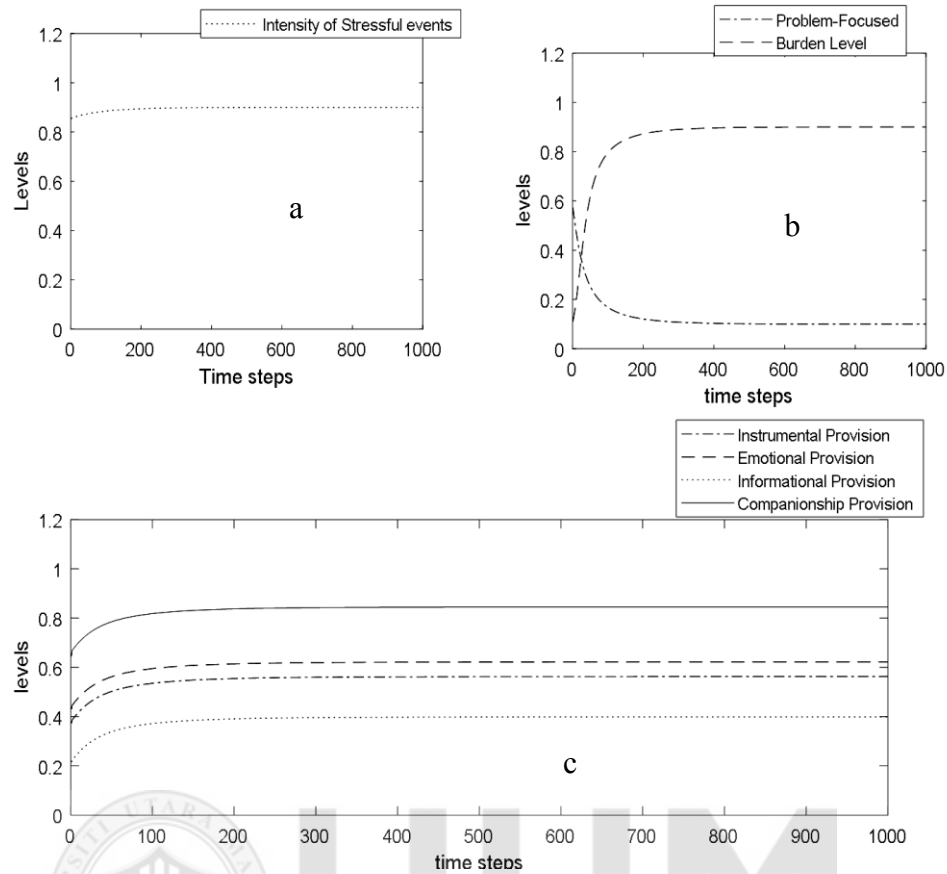 Intensity of Stressful events
1.2
1
0.8
0.6
0.4
0.2
0
Levels
a
0 200 400 600 800 1000
Time steps
Problem-Focused
Burden Level
1.2
1
0.8
0.6
0.4
0.2
0
levels
b
0 200 400 600 800 1000
time steps
Instrumental Provision
Emotional Provision
Informational Provision
Companionship Provision
1.2
1
0.8
0.6
0.4
0.2
0
levels
c
0 100 200 300 400 500 600 700 800 900 1000
time steps